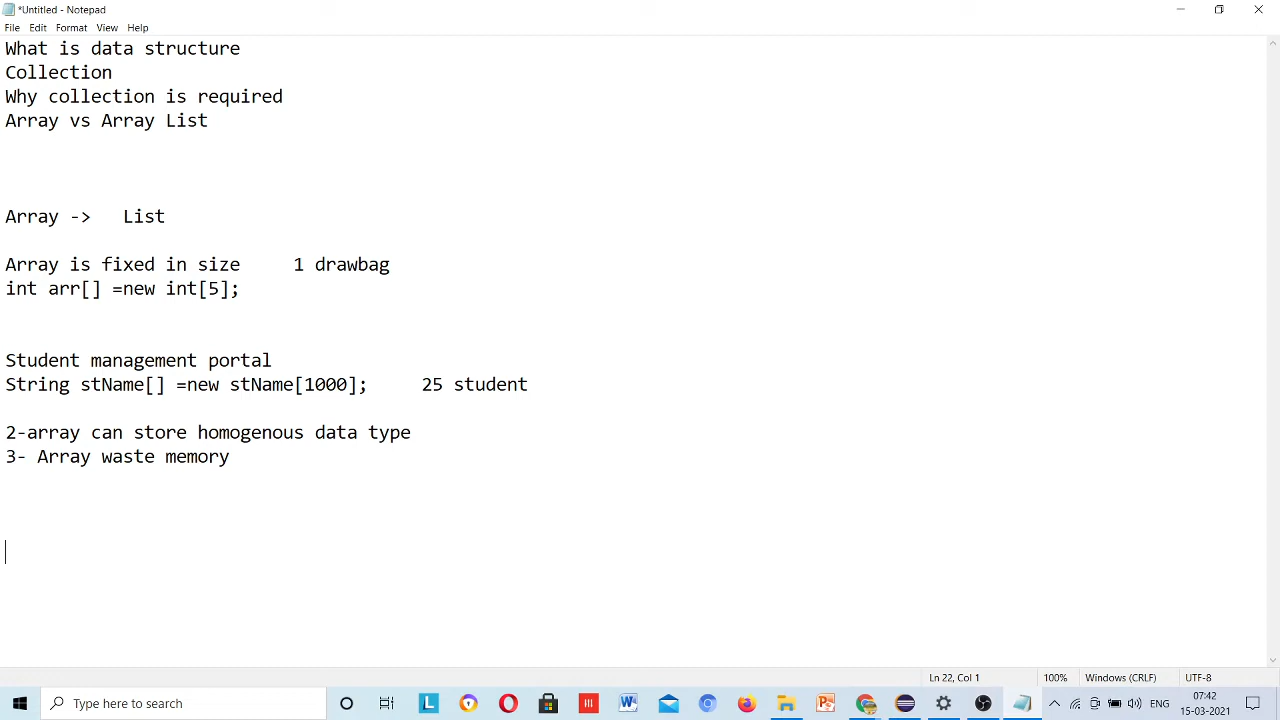 *Untitled - Notepad
File Edit Format View Help
What is data structure
Collection
Why collection is required
Array vs Array List
Array -> List
Array is fixed in size 1 drawbag
int arr[] =new int[5];
Student management portal
String stName[] =new stName[1000]; 25 student
2-array can store homogenous data type
3- Array waste memory
Ln 22, Col 1 100% Windows (CRLF) UTF-8
Type here to search
ENG
07:42
15-03-2021